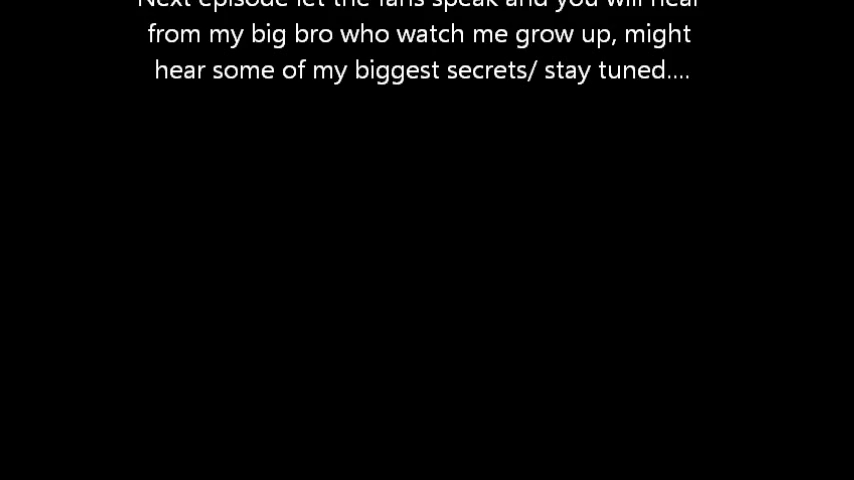 Next episode let the fans speak and you will hear
from my big bro who watch me grow up, might
hear some of my biggest secrets/ stay tuned....